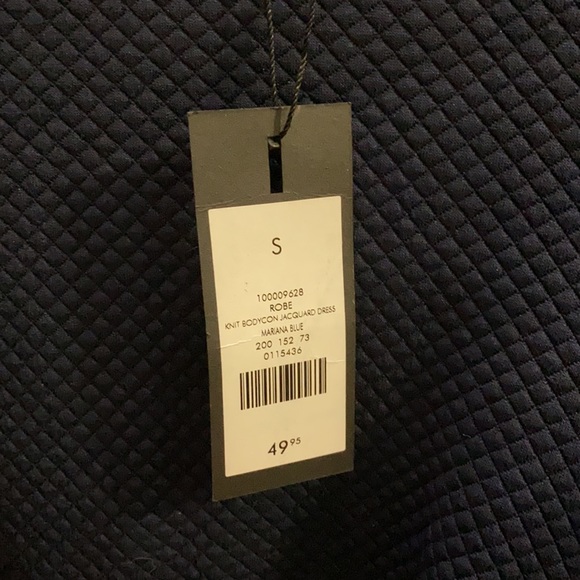 S
100009628
ROBE
KNIT BODYCON JACQUARD DRESS
MARIANA BLUE
200 152 73
0115436
49 95